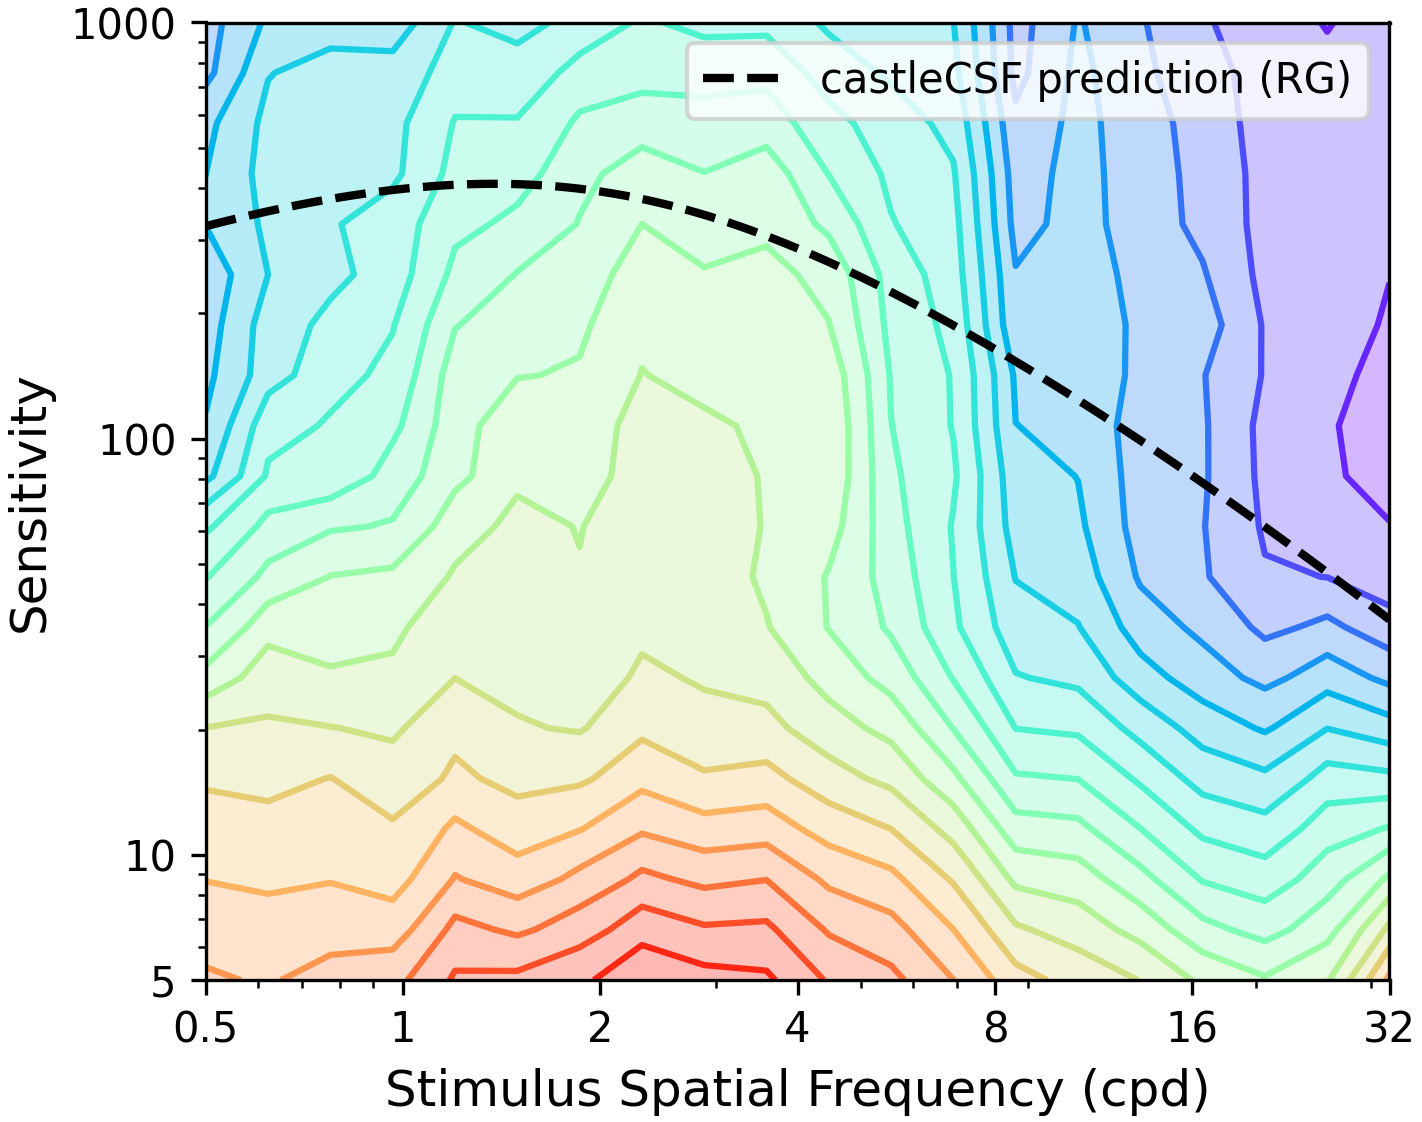 1000
castleCSF prediction (RG)
100
Sensitivity
10
5
0.5 1 2 4 8 16 32
Stimulus Spatial Frequency (cpd)